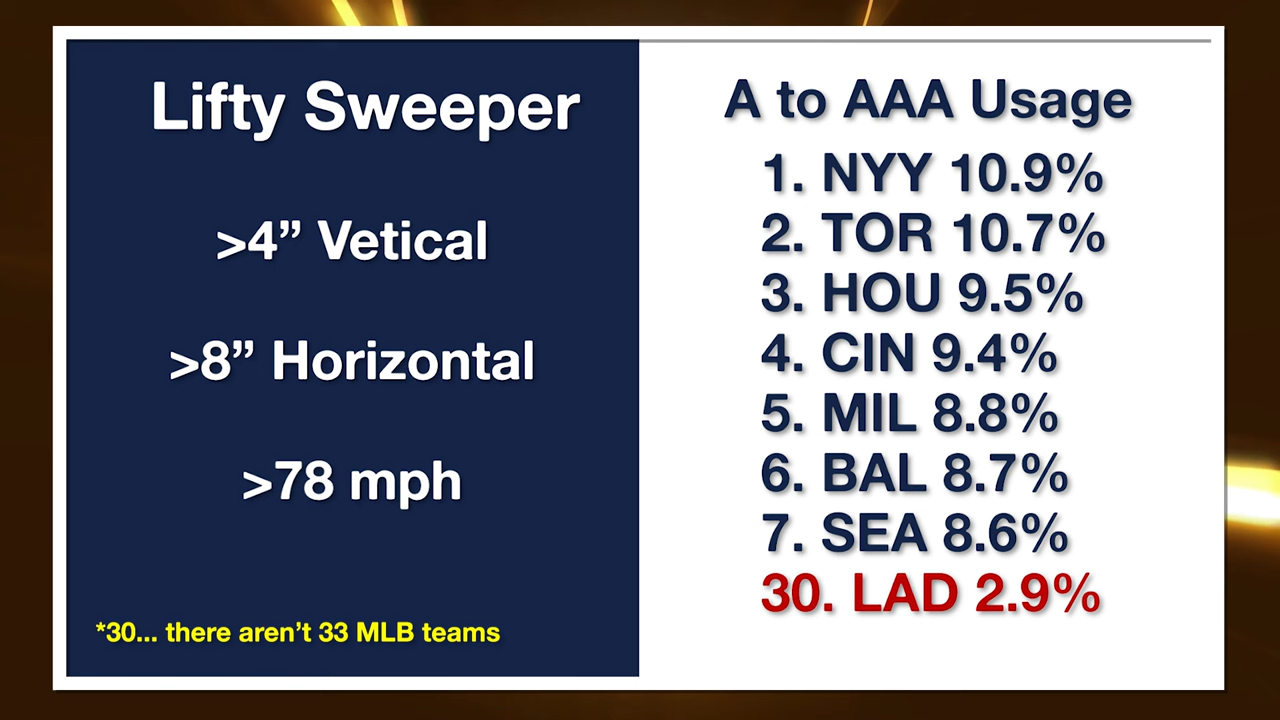 Lifty Sweeper
>4” Vetical
>8” Horizontal
>78 mph
*30... there aren’t 33 MLB teams
A to AAA Usage
1. NYY 10.9%
2. TOR 10.7%
3. HOU 9.5%
4. CIN 9.4%
5. MIL 8.8%
6. BAL 8.7%
7. SEA 8.6%
30. LAD 2.9%